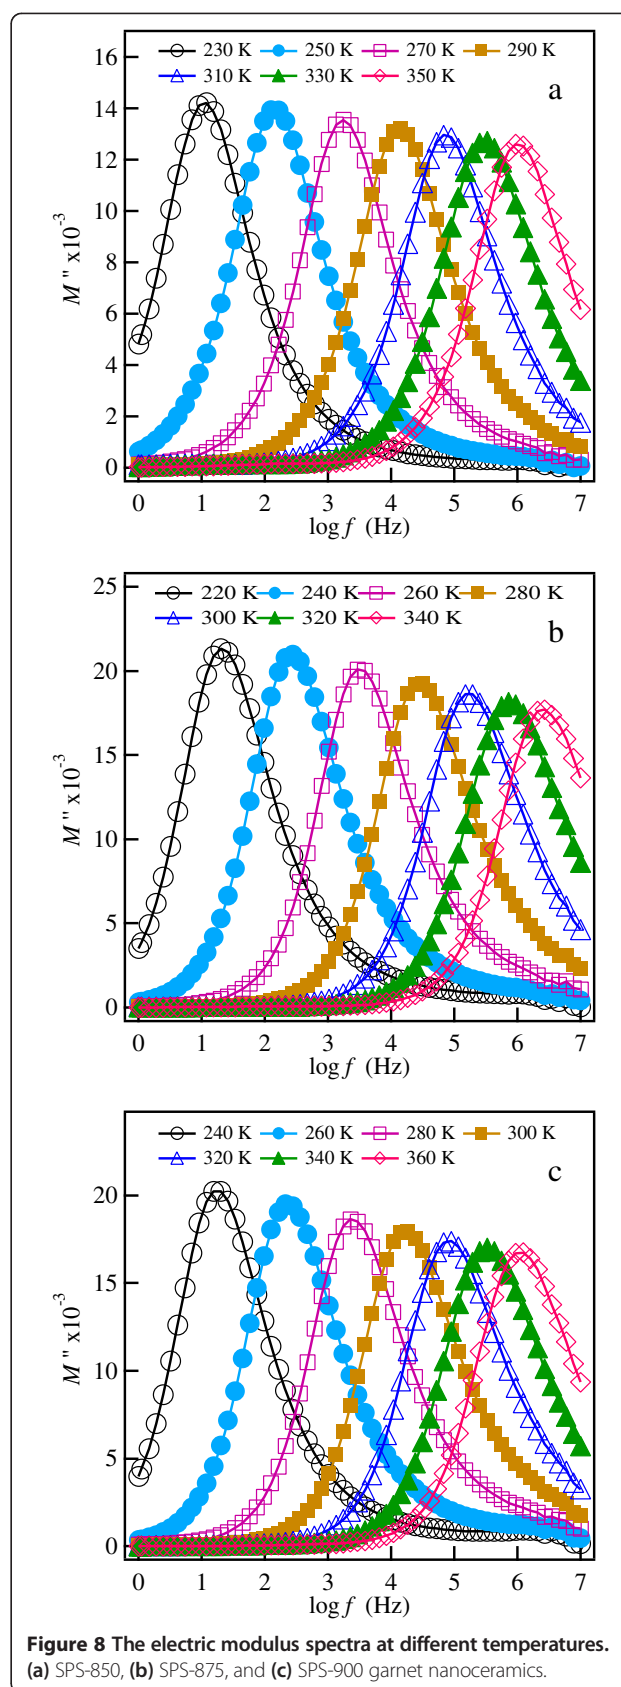 230 K 250 K 270 K 290 K
310 K 330 K 350 K
a
16
14
12
10
8
6
4
2
0
M" x10-3
0 1 2 3 4 5 6 7
log f (Hz)
220 K 240 K 260 K 280 K
300 K 320 K 340 K
b
25
20
15
10
5
0
M" x10-3
0 1 2 3 4 5 6 7
log f (Hz)
240 K 260 K 280 K 300 K
320 K 340 K 360 K
c
20
15
10
5
0
M" x10-3
0 1 2 3 4 5 6 7
log f (Hz)
Figure 8 The electric modulus spectra at different temperatures.
(a) SPS-850, (b) SPS-875, and (c) SPS-900 garnet nanoceramics.